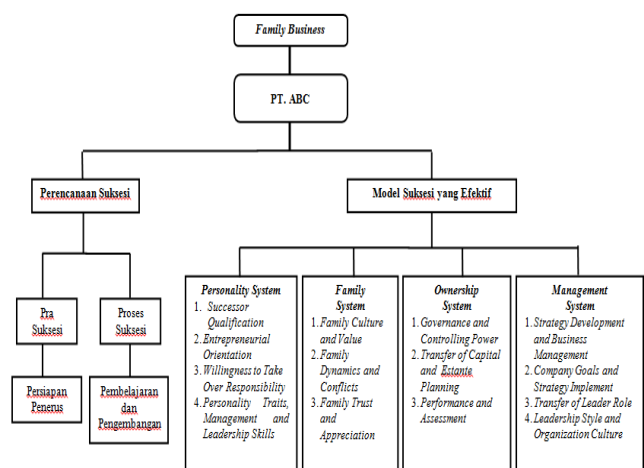 Family Business
PT. ABC
Perencanaan Suksesi
Model Suksesi yang Efektif
Pra
Suksesi
Proses
Suksesi
Persiapan
Penerus
Pembelajaran
dan
Pengembangan
Personality System
1. Successor
Qualification
2. Entrepreneurial
Orientation
3. Willingness to Take
Over Responsibility
4. Personality Traits,
Management and
Leadership Skills
Family
System
1. Family Culture
and Value
2. Family
Dynamics and
Conflicts
3. Family Trust
and
Appreciation
Ownership
System
1. Governance and
Controlling Power
2. Transfer of Capital
and Estante
Planning
3. Performance and
Assessment
Management
System
1. Strategy Development
and Business
Management
2. Company Goals and
Strategy Implement
3. Transfer of Leader Role
4. Leadership Style and
Organization Culture